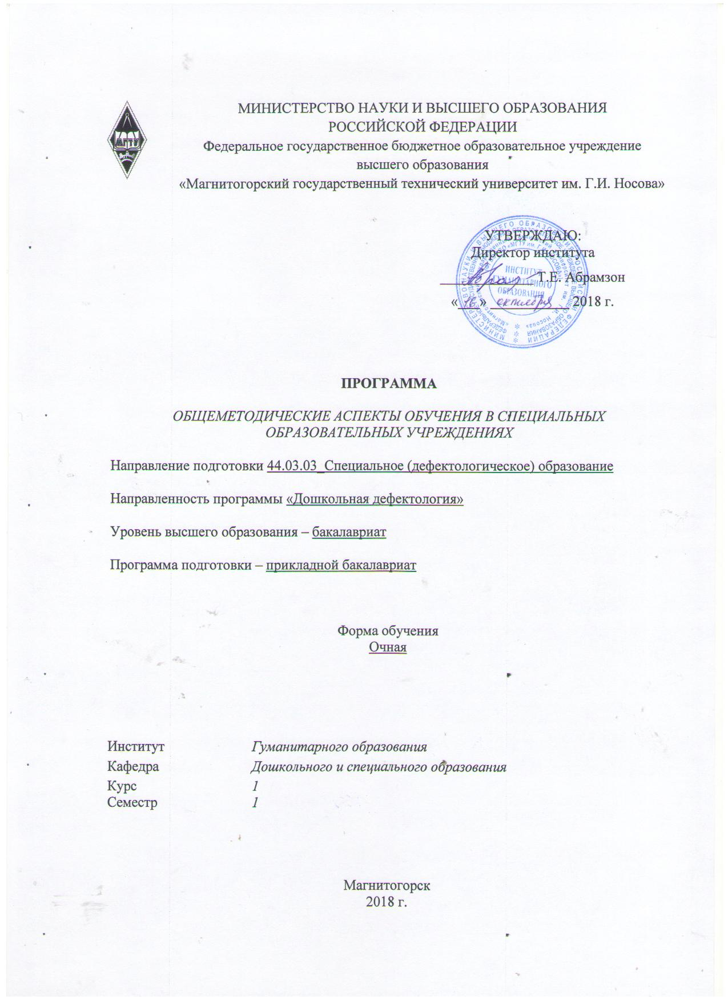 МГТУ
МИНИСТЕРСТВО НАУКИ И ВЫСШЕГО ОБРАЗОВАНИЯ
РОССИЙСКОЙ ФЕДЕРАЦИИ
Федеральное государственное бюджетное образовательное учреждение
высшего образования
«Магнитогорский государственный технический университет им. Г.И. Носова»
УТВЕРЖДАЮ:
Директор института
Т.Е. Абрамзон
«16» октября 2018 г.
ИНСТИТУТ
ГУМАНИТАРНОГО
ОБРАЗОВАНИЯ
ПРОГРАММА
ОБЩЕМЕТОДИЧЕСКИЕ АСПЕКТЫ ОБУЧЕНИЯ В СПЕЦИАЛЬНЫХ
ОБРАЗОВАТЕЛЬНЫХ УЧРЕЖДЕНИЯХ
Направление подготовки 44.03.03_Специальное (дефектологическое) образование
Направленность программы «Дошкольная дефектология»
Уровень высшего образования – бакалавриат
Программа подготовки – прикладной бакалавриат
Форма обучения
Очная
Институт Гуманитарного образования
Кафедра Дошкольного и специального образования
Курс 1
Семестр 1
Магнитогорск
2018 г.